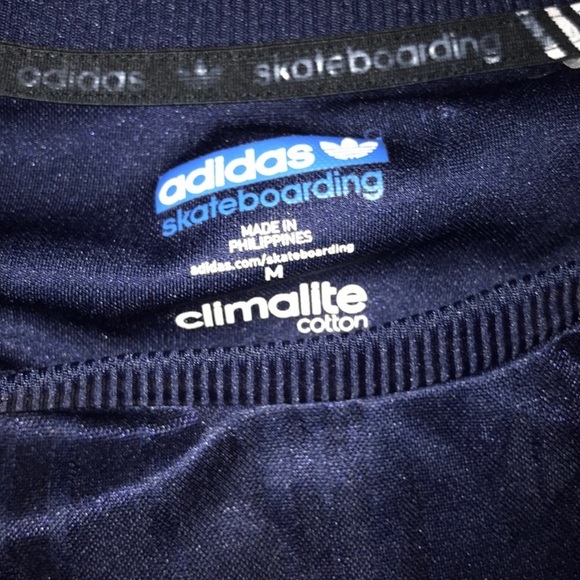 adidas skateboarding
adidas
skateboarding
MADE IN
PHILIPPINES
adidas.com/skateboarding
M
climalite
cotton